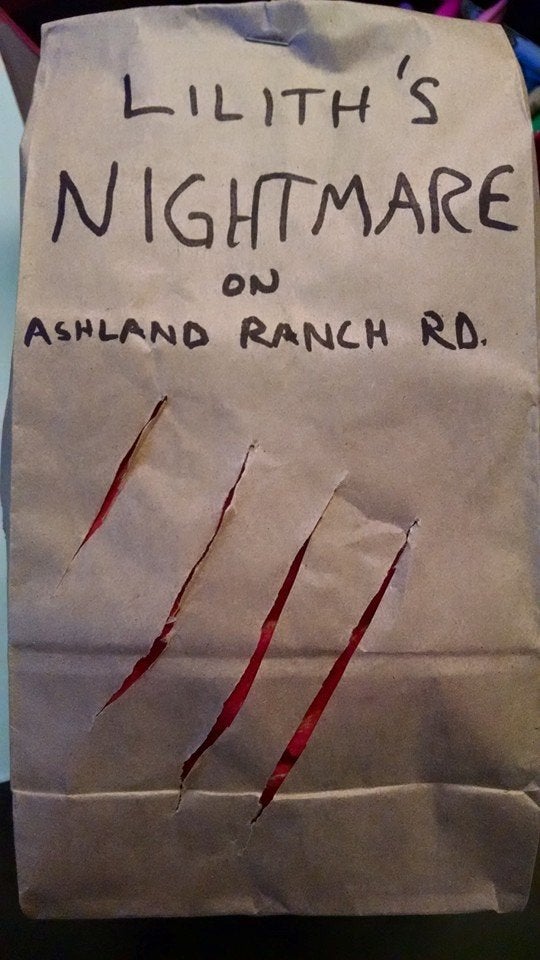 LILITH'S
NIGHTMARE
ON
ASHLAND RANCH RD.